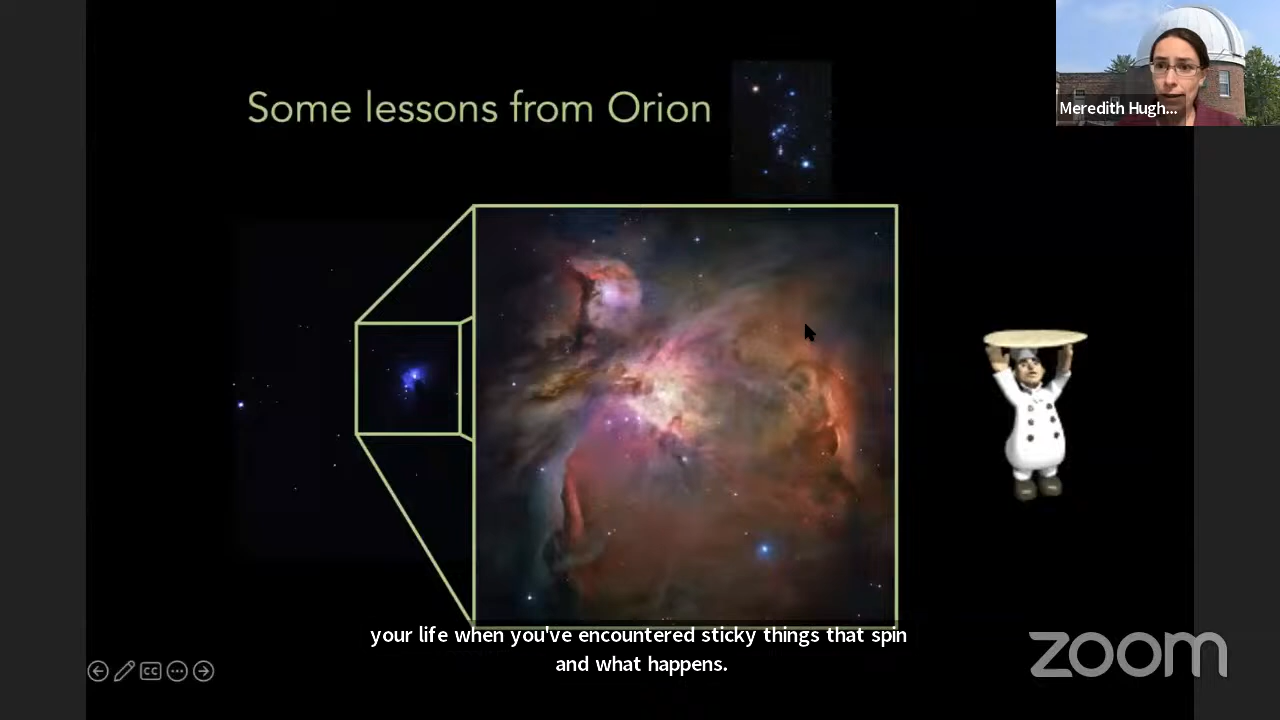 Some lessons from Orion
Meredith Hugh...
your life when you've encountered sticky things that spin
and what happens.
CC
zoom